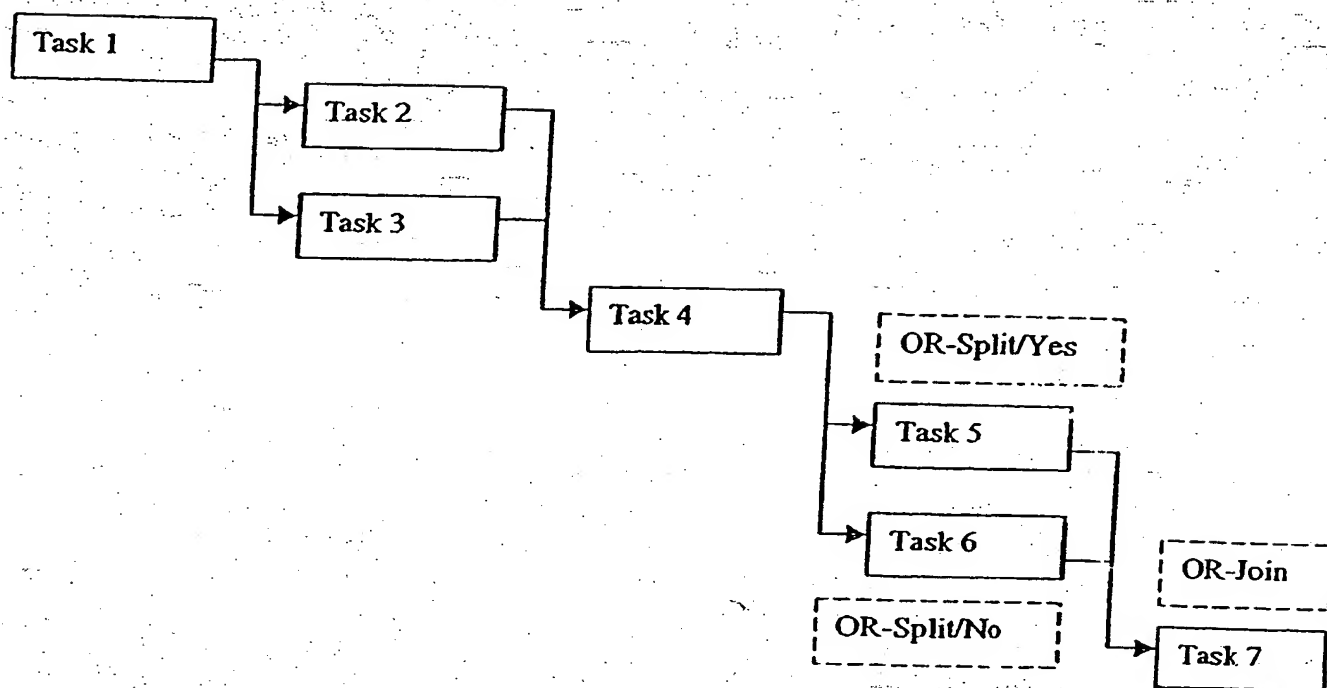 Task 1
Task 2
Task 3
Task 4
OR-Split/Yes
Task 5
Task 6
OR-Join
OR-Split/No
Task 7